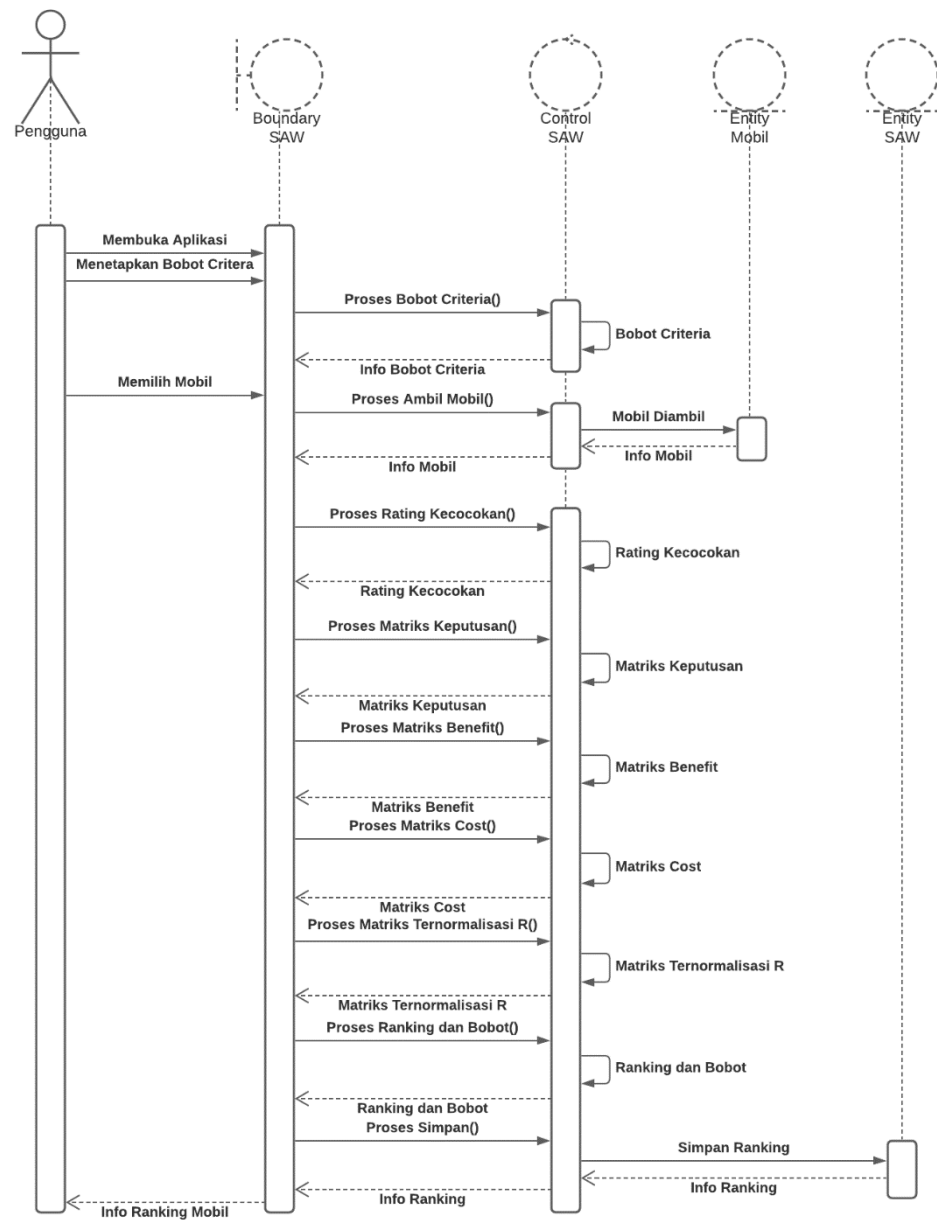 Pengguna
Boundary
SAW
Control
SAW
Entity
Mobil
Entity
SAW
Membuka Aplikasi
Menetapkan Bobot Critera
Proses Bobot Criteria()
Bobot Criteria
Info Bobot Criteria
Memilih Mobil
Proses Ambil Mobil()
Mobil Diambil
Info Mobil
Info Mobil
Proses Rating Kecocokan()
Rating Kecocokan
Rating Kecocokan
Proses Matriks Keputusan()
Matriks Keputusan
Matriks Keputusan
Proses Matriks Benefit()
Matriks Benefit
Matriks Benefit
Proses Matriks Cost()
Matriks Cost
Matriks Cost
Proses Matriks Ternormalisasi R()
Matriks Ternormalisasi R
Matriks Ternormalisasi R
Proses Ranking dan Bobot()
Ranking dan Bobot
Ranking dan Bobot
Proses Simpan()
Simpan Ranking
Info Ranking
Info Ranking
Info Ranking Mobil